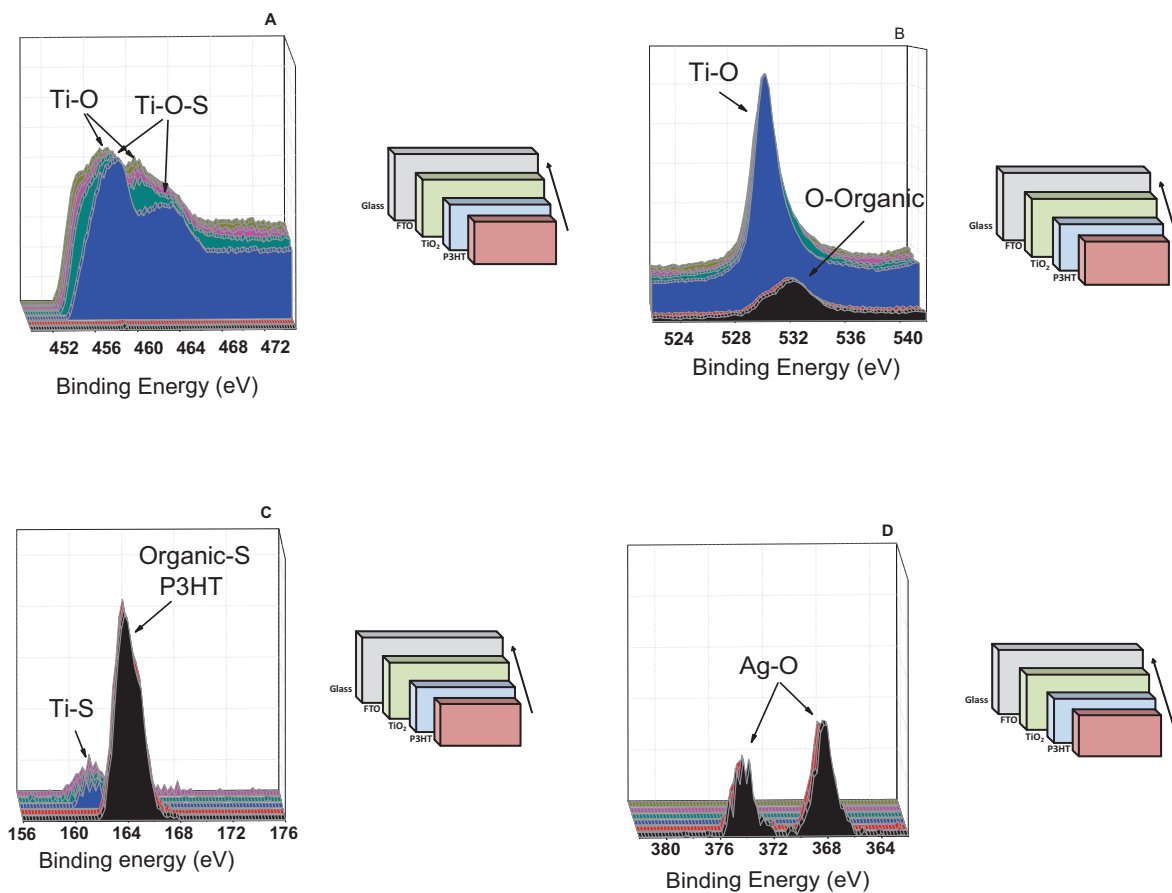 A
Ti-O
Ti-O-S
Glass
FTO
TiO2
P3HT
452 456 460 464 468 472
Binding Energy (eV)
B
Ti-O
O-Organic
Glass
FTO
TiO2
P3HT
524 528 532 536 540
Binding Energy (eV)
C
Organic-S
P3HT
Ti-S
Glass
FTO
TiO2
P3HT
156 160 164 168 172 176
Binding energy (eV)
D
Ag-O
Glass
FTO
TiO2
P3HT
380 376 372 368 364
Binding Energy (eV)